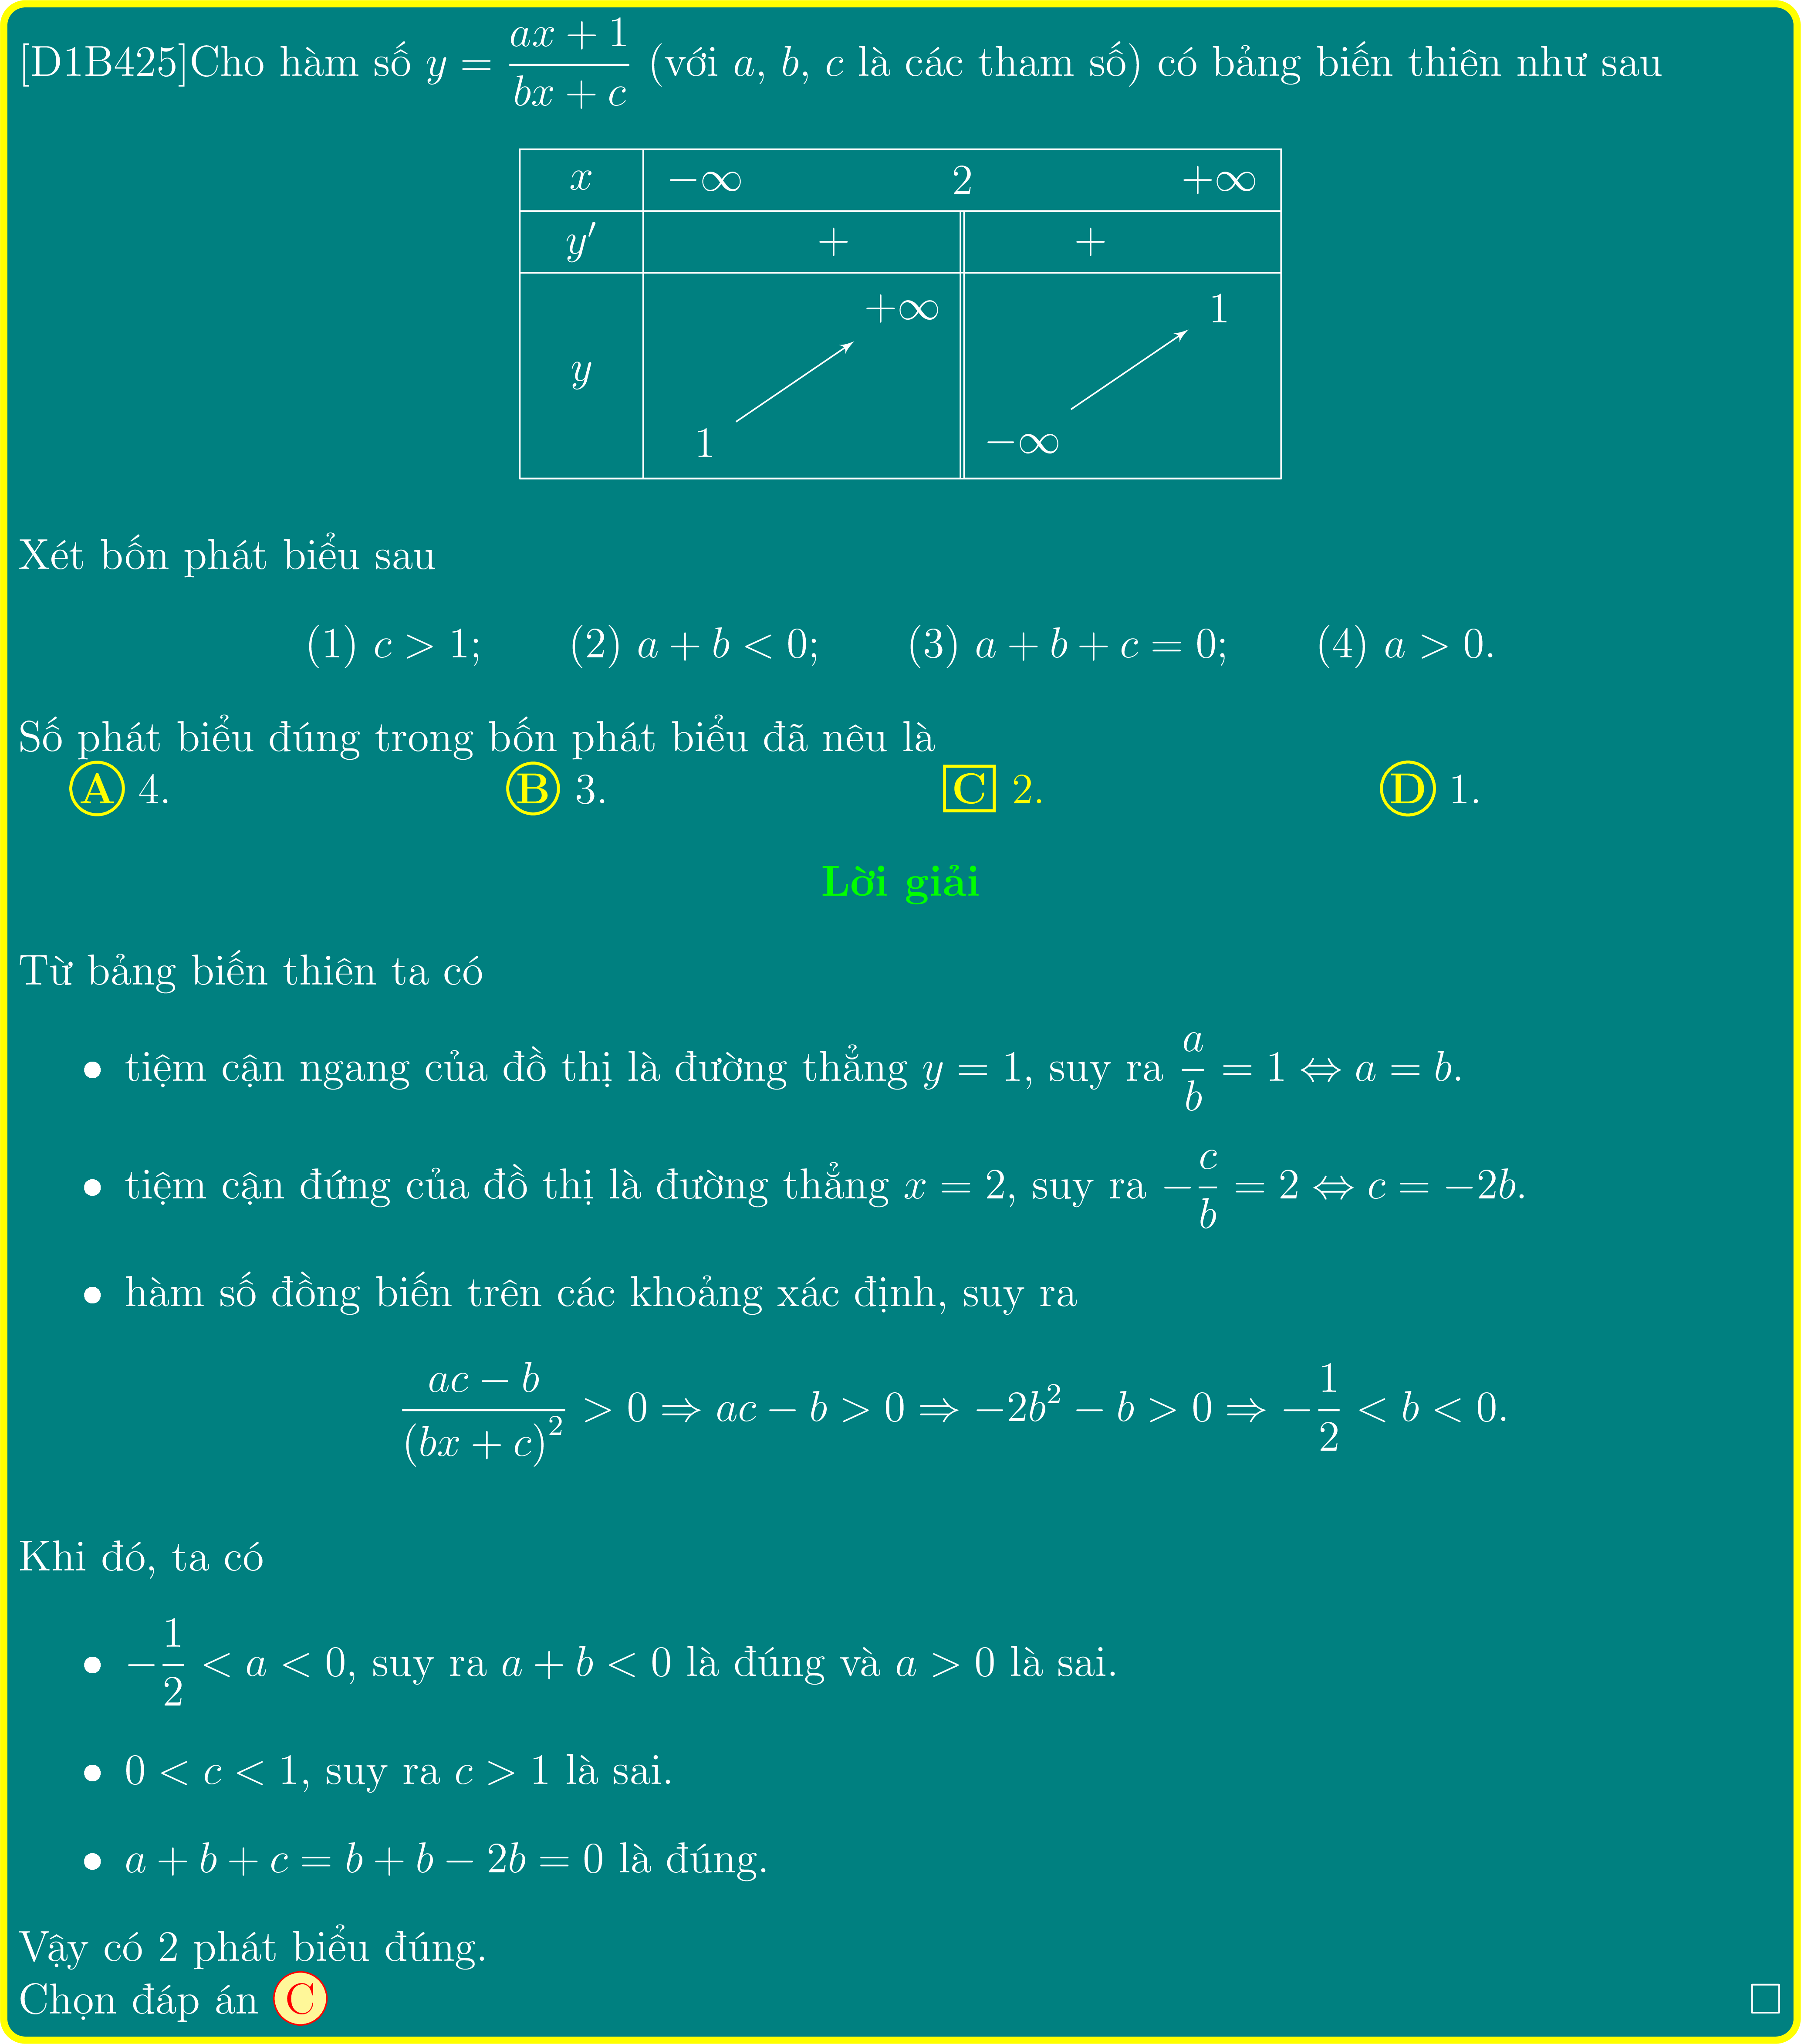 [D1B425]Cho hàm số $y = \dfrac{ax+1}{bx+c}$ (với $a$, $b$, $c$ là các tham số) có bảng biến thiên như sau
$x$ $-\infty$ $2$ $+\infty$
$y'$ $+$ $+$
$+\infty$ $1$
$y$
$1$ $-\infty$
Xét bốn phát biểu sau
(1) $c > 1$; (2) $a + b < 0$; (3) $a + b + c = 0$; (4) $a > 0$.
Số phát biểu đúng trong bốn phát biểu đã nêu là
A 4. B 3. C 2. D 1.
Lời giải
Từ bảng biến thiên ta có
• tiệm cận ngang của đồ thị là đường thẳng $y = 1$, suy ra $\dfrac{a}{b} = 1 \Leftrightarrow a = b$.
• tiệm cận đứng của đồ thị là đường thẳng $x = 2$, suy ra $-\dfrac{c}{b} = 2 \Leftrightarrow c = -2b$.
• hàm số đồng biến trên các khoảng xác định, suy ra
$\dfrac{ac-b}{(bx+c)^2} > 0 \Rightarrow ac - b > 0 \Rightarrow -2b^2 - b > 0 \Rightarrow -\dfrac{1}{2} < b < 0.$
Khi đó, ta có
• $-\dfrac{1}{2} < a < 0$, suy ra $a + b < 0$ là đúng và $a > 0$ là sai.
• $0 < c < 1$, suy ra $c > 1$ là sai.
• $a + b + c = b + b - 2b = 0$ là đúng.
Vậy có 2 phát biểu đúng.
Chọn đáp án C □